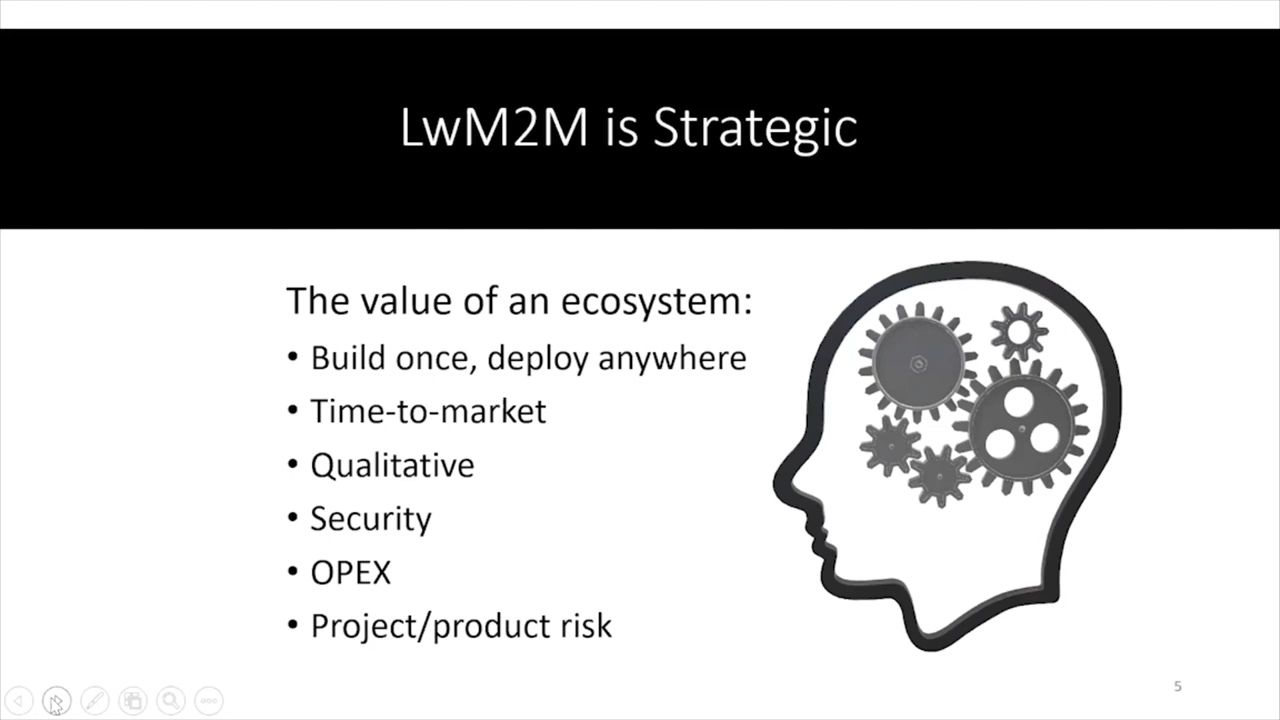 LwM2M is Strategic
The value of an ecosystem:
• Build once, deploy anywhere
• Time-to-market
• Qualitative
• Security
• OPEX
• Project/product risk
5